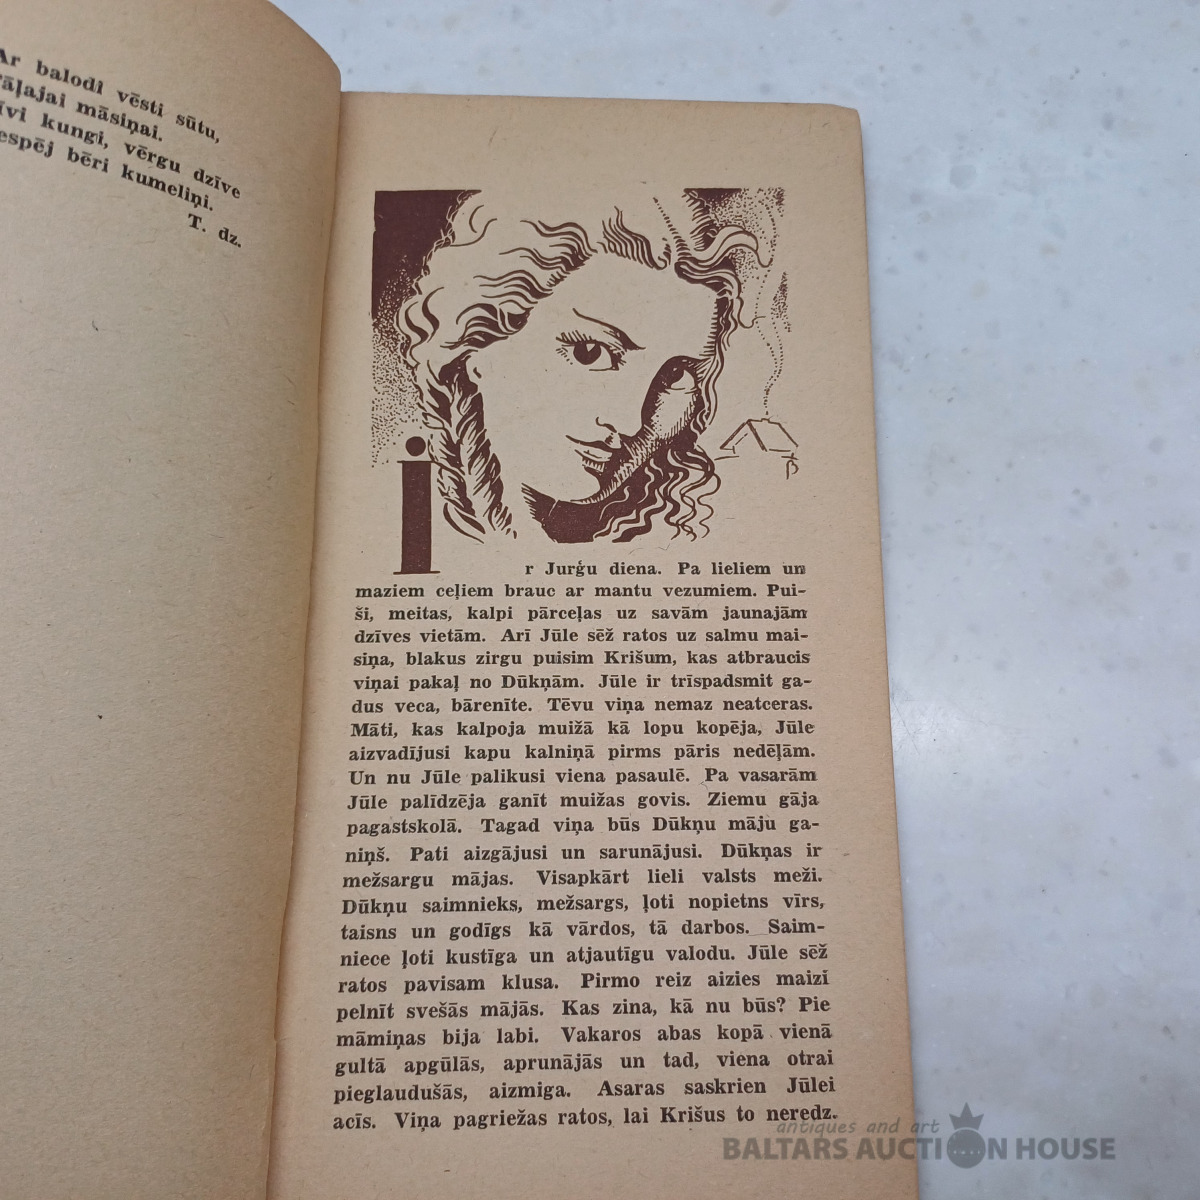 Ar balodi vēsti sūtu,
māsiņai.
kungi, vērgu dzīve
bēri kumeliņi.
T. dz.
B
ir Jurģu diena. Pa lieliem un
maziem ceļiem brauc ar mantu vezumiem. Pui-
ši, meitas, kalpi pārceļas uz savām jaunajām
dzīves vietām. Arī Jūle sēž ratos uz salmu mai-
siņa, blakus zirgu puisim Krišum, kas atbraucis
viņai pakaļ no Dūkņām. Jūle ir trīspadsmit ga-
dus veca, bārenīte. Tēvu viņa nemaz neatceras.
Māti, kas kalpoja muižā kā lopu kopēja, Jūle
aizvadījusi kapu kalniņā pirms pāris nedēļām.
Un nu Jūle palikusi viena pasaulē. Pa vasarām
Jūle palīdzēja ganīt muižas govis. Ziemu gāja
pagastskolā. Tagad viņa būs Dūkņu māju ga-
niņš. Pati aizgājusi un sarunājusi. Dūkņas ir
mežsargu mājas. Visapkārt lieli valsts meži.
Dūkņu saimnieks, mežsargs, ļoti nopietns vīrs,
taisns un godīgs kā vārdos, tā darbos. Saim-
niece ļoti kustīga un atjautīgu valodu. Jūle sēž
ratos pavisam klusa. Pirmo reiz aizies maizi
pelnīt svešās mājās. Kas zina, kā nu būs? Pie
māmiņas bija labi. Vakaros abas kopā vienā
gultā apgūlās, aprunājās un tad, viena otrai
pieglaudušās, aizmiga. Asaras saskrien Jūlei
acīs. Viņa pagriežas ratos, lai Krišus to neredz.
antiques and art
BALTARS AUCTION HOUSE